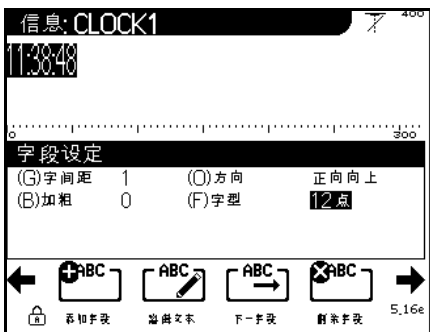 信息: CLOCK1
400
11:38:48
0 300
字段设定
(G)字间距 1 (O)方向 正向向上
(B)加粗 0 (F)字型 12点
ABC ABC ABC ABC
添加字段 编辑文本 下一字段 删除字段 5.16e
A